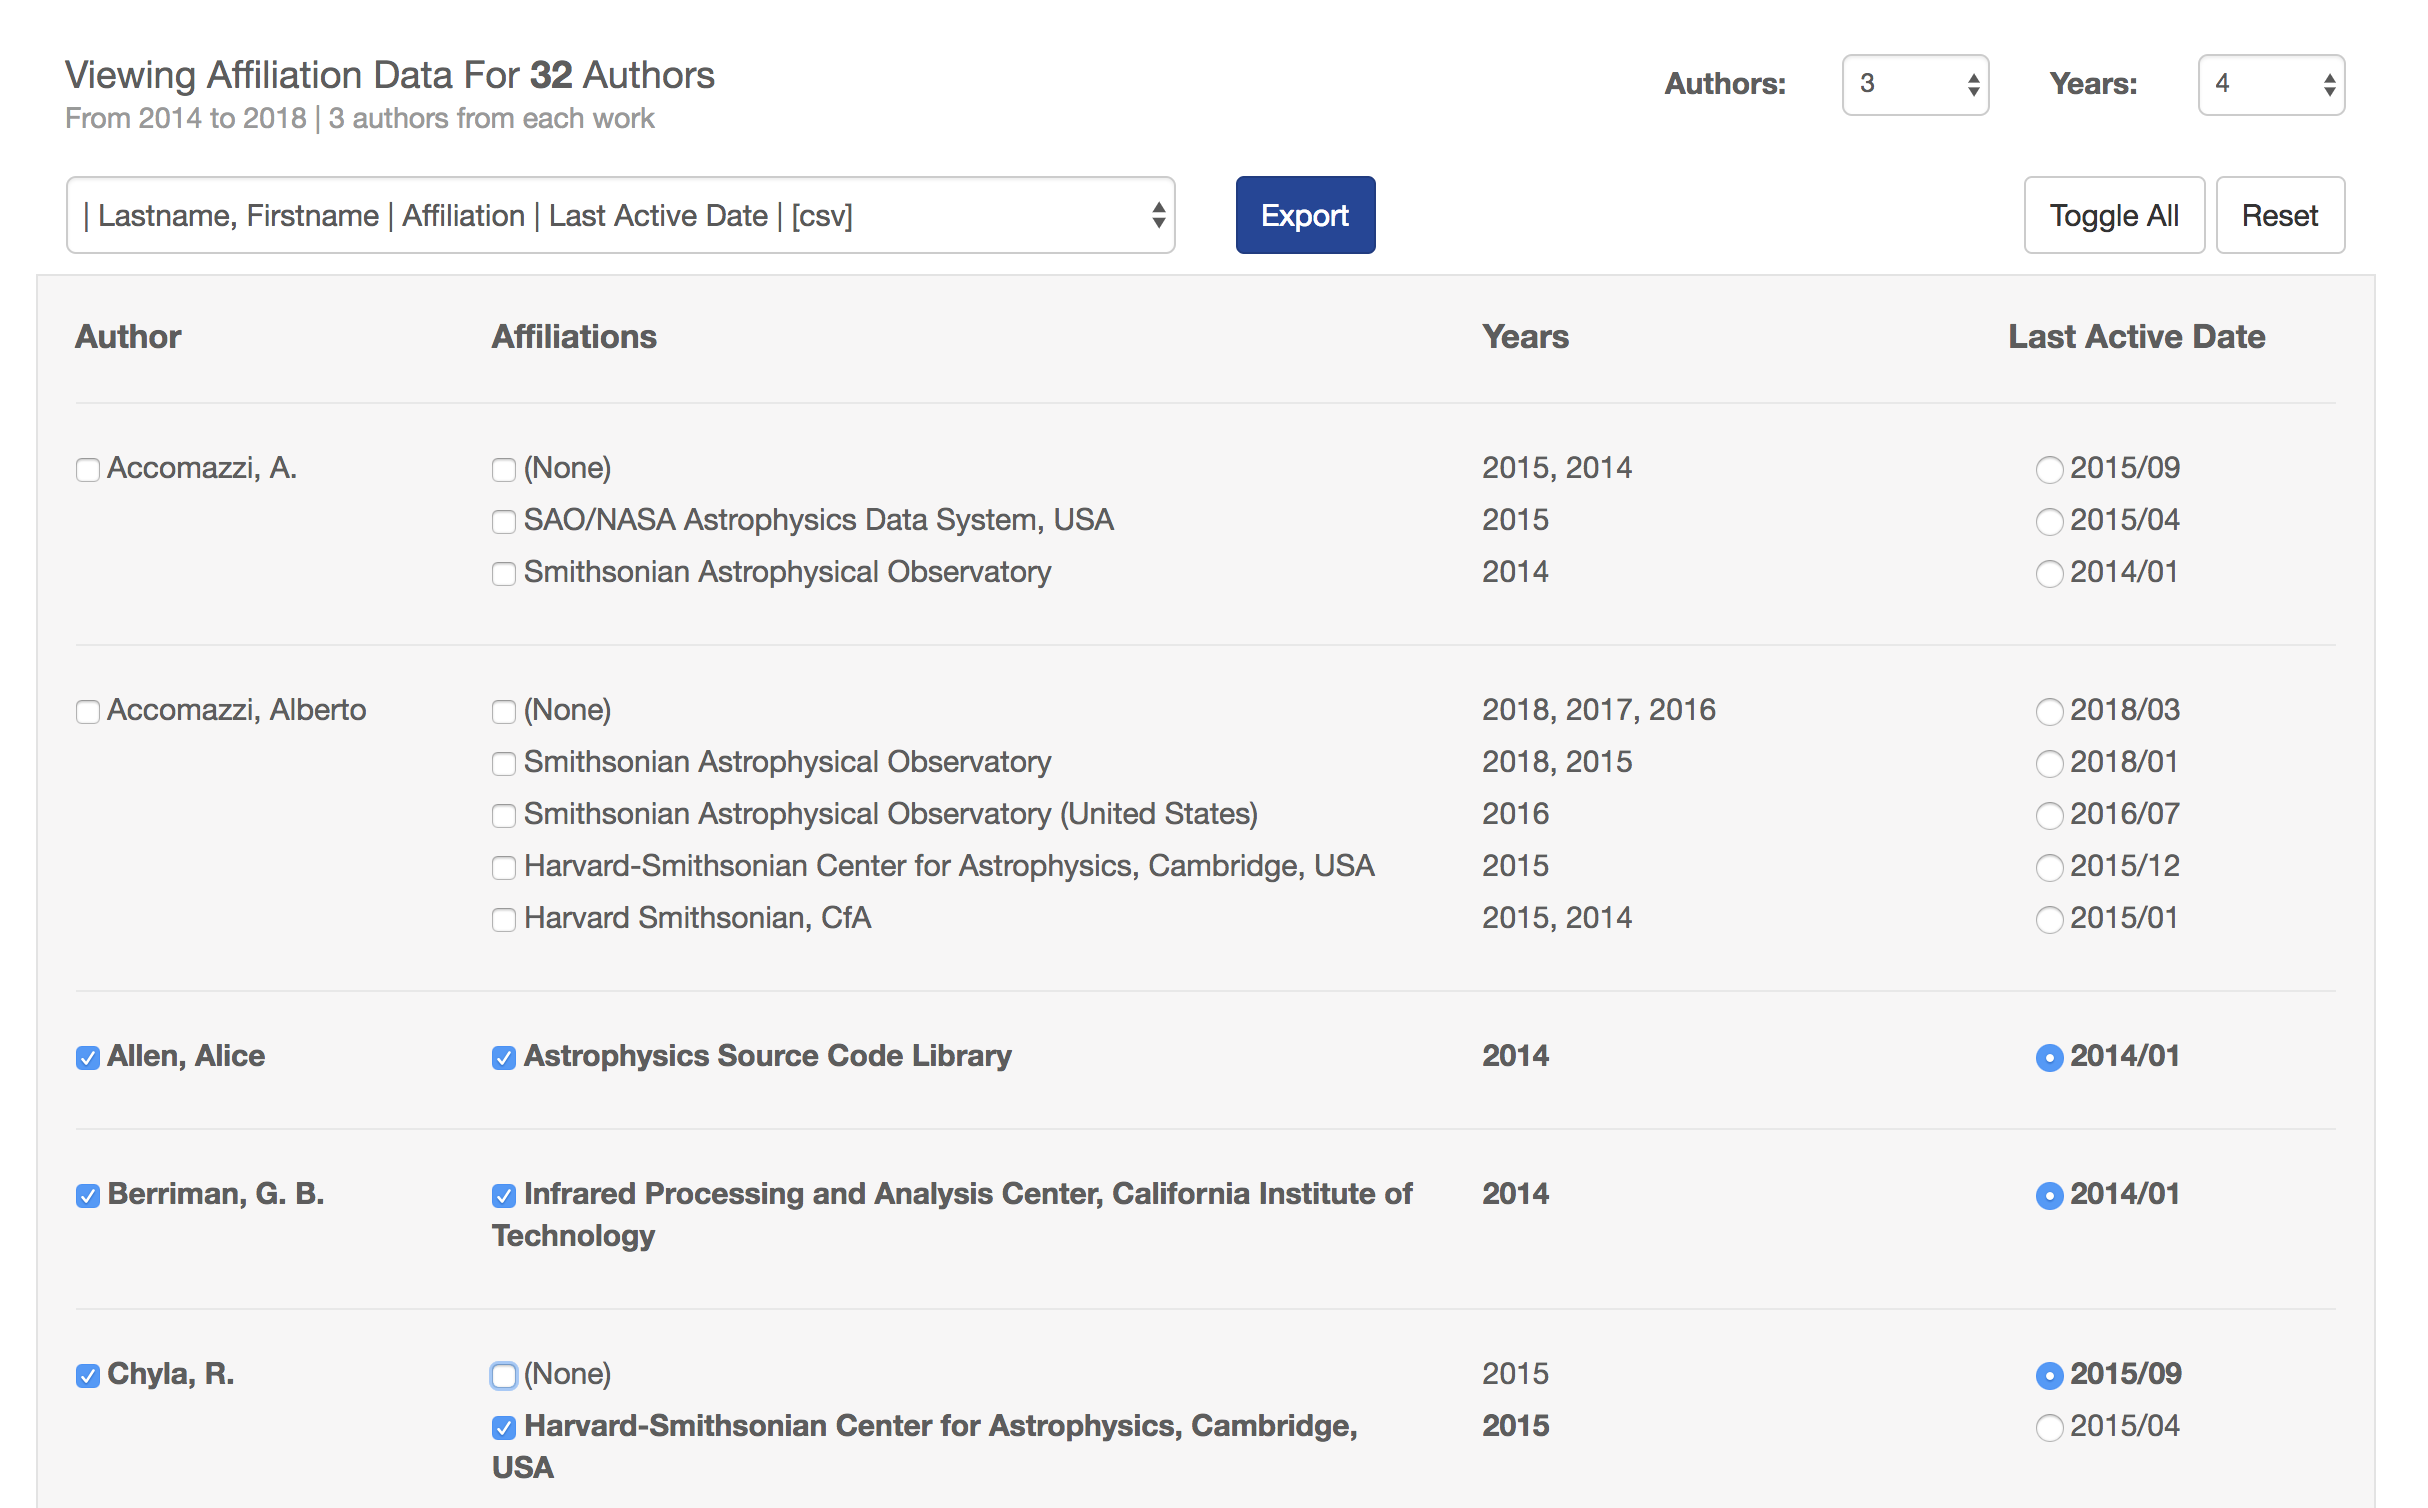 Viewing Affiliation Data For 32 Authors
From 2014 to 2018 | 3 authors from each work
Authors: 3 Years: 4
| Lastname, Firstname | Affiliation | Last Active Date | [csv]
Export
Toggle All
Reset
Author Affiliations Years Last Active Date
Accomazzi, A. (None) 2015, 2014 2015/09
SAO/NASA Astrophysics Data System, USA 2015 2015/04
Smithsonian Astrophysical Observatory 2014 2014/01
Accomazzi, Alberto (None) 2018, 2017, 2016 2018/03
Smithsonian Astrophysical Observatory 2018, 2015 2018/01
Smithsonian Astrophysical Observatory (United States) 2016 2016/07
Harvard-Smithsonian Center for Astrophysics, Cambridge, USA 2015 2015/12
Harvard Smithsonian, CfA 2015, 2014 2015/01
Allen, Alice Astrophysics Source Code Library 2014 2014/01
Berriman, G. B. Infrared Processing and Analysis Center, California Institute of 2014 2014/01
Technology
Chyla, R. (None) 2015 2015/09
Harvard-Smithsonian Center for Astrophysics, Cambridge, 2015 2015/04
USA